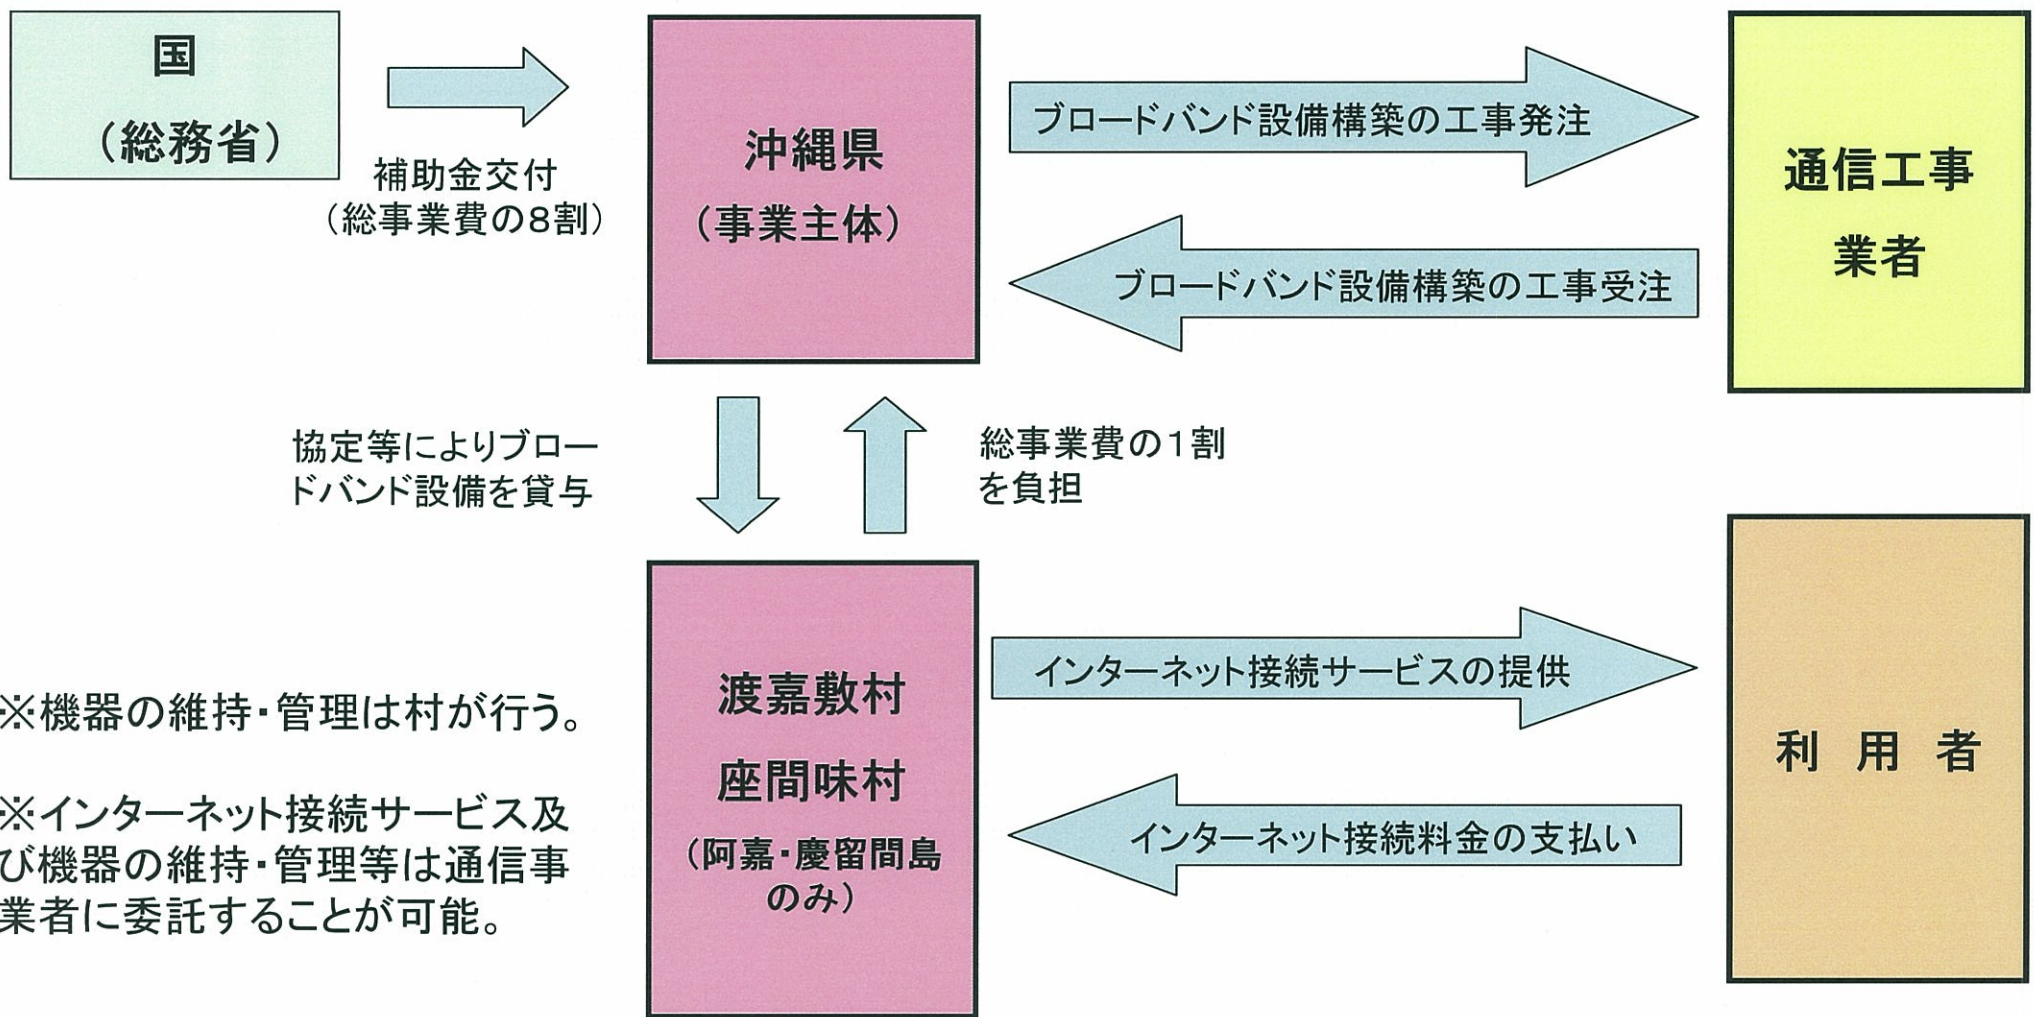 国
（総務省）
補助金交付
（総事業費の8割）
沖縄県
（事業主体）
ブロードバンド設備構築の工事発注
ブロードバンド設備構築の工事受注
通信工事
業者
協定等によりブロー
ドバンド設備を貸与
総事業費の1割
を負担
渡嘉敷村
座間味村
（阿嘉・慶留間島
のみ）
インターネット接続サービスの提供
インターネット接続料金の支払い
利 用 者
※機器の維持・管理は村が行う。
※インターネット接続サービス及
び機器の維持・管理等は通信事
業者に委託することが可能。